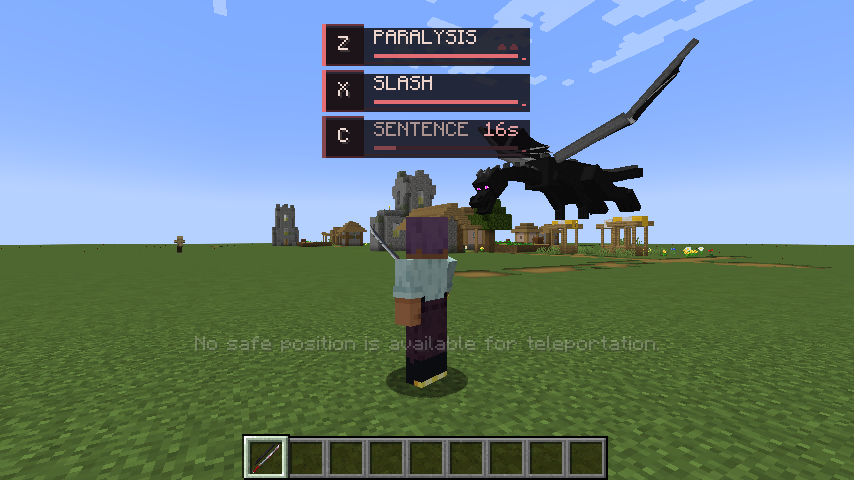 Z PARALYSIS
X SLASH
C SENTENCE 16s
No safe position is available for teleportation.